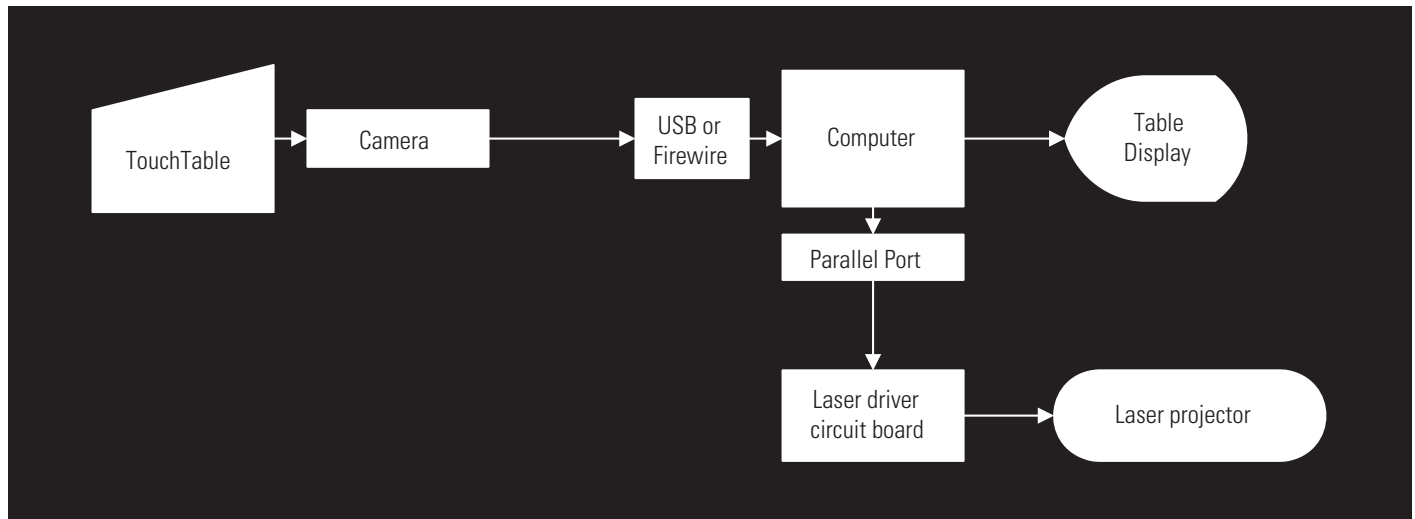 TouchTable
Camera
USB or
Firewire
Computer
Table
Display
Parallel Port
Laser driver
circuit board
Laser projector